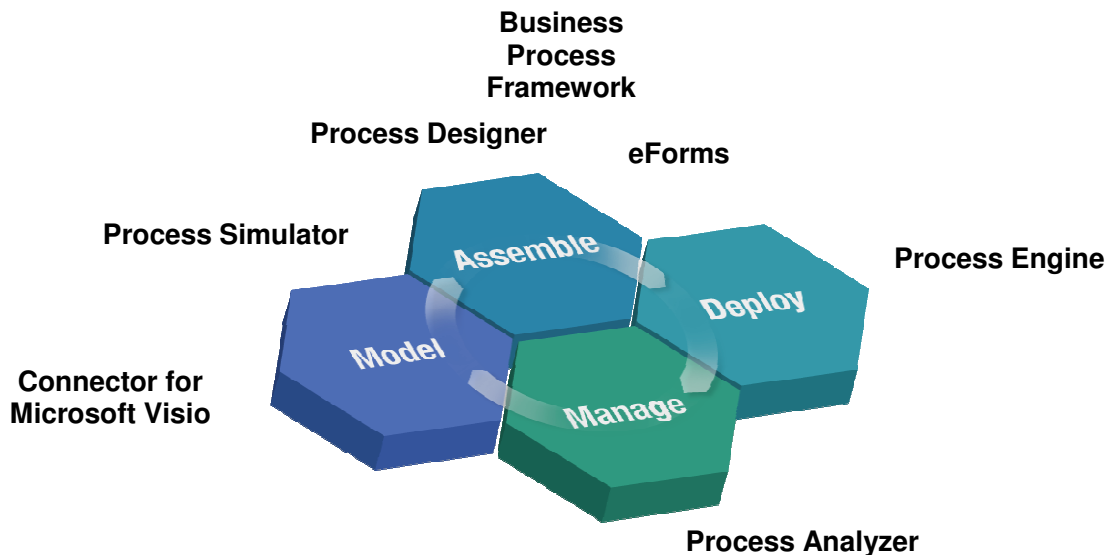 Business
Process
Framework
Process Designer
eForms
Process Simulator
Assemble
Process Engine
Deploy
Model
Connector for
Microsoft Visio
Manage
Process Analyzer